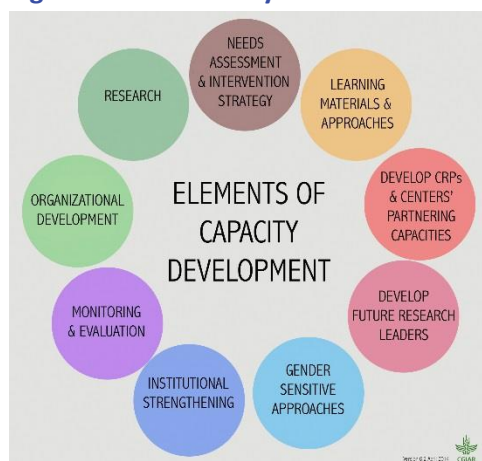 NEEDS
ASSESSMENT
& INTERVENTION
STRATEGY
LEARNING
MATERIALS &
APPROACHES
DEVELOP CRPs
& CENTERS'
PARTNERING
CAPACITIES
DEVELOP
FUTURE RESEARCH
LEADERS
GENDER
SENSITIVE
APPROACHES
INSTITUTIONAL
STRENGTHENING
MONITORING
& EVALUATION
ORGANIZATIONAL
DEVELOPMENT
RESEARCH
ELEMENTS OF
CAPACITY
DEVELOPMENT
CGIAR